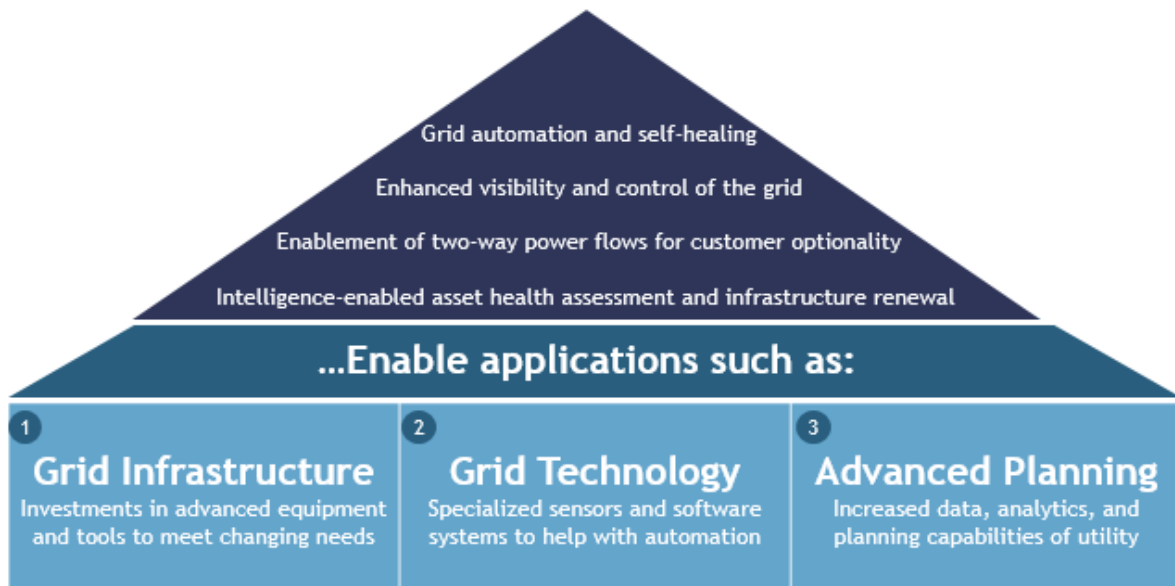 Grid automation and self-healing
Enhanced visibility and control of the grid
Enablement of two-way power flows for customer optionality
Intelligence-enabled asset health assessment and infrastructure renewal
...Enable applications such as:
1
Grid Infrastructure
Investments in advanced equipment
and tools to meet changing needs
2
Grid Technology
Specialized sensors and software
systems to help with automation
3
Advanced Planning
Increased data, analytics, and
planning capabilities of utility